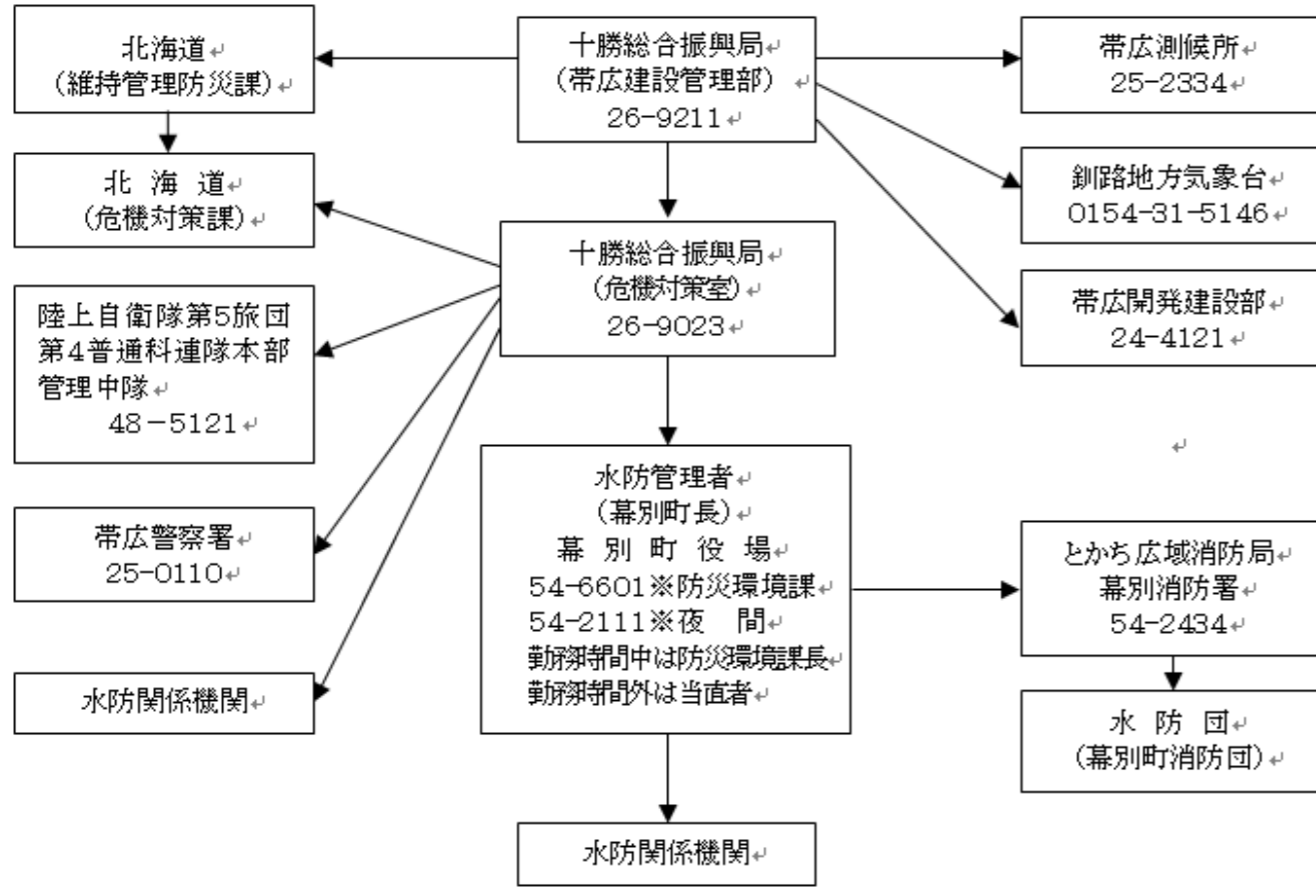 北海道
（維持管理防災課）
十勝総合振興局
（帯広建設管理部）
26-9211
帯広測候所
25-2334
北 海 道
（危機対策課）
釧路地方気象台
0154-31-5146
十勝総合振興局
（危機対策室）
26-9023
帯広開発建設部
24-4121
陸上自衛隊第5旅団
第4普通科連隊本部
管理中隊
48－5121
水防管理者
（幕別町長）
幕 別 町 役 場
54-6601※防災環境課
54-2111※夜 間
勤務時間中は防災環境課長
勤務時間外は当直者
帯広警察署
25-0110
とかち広域消防局
幕別消防署
54-2434
水防関係機関
水 防 団
（幕別町消防団）
水防関係機関